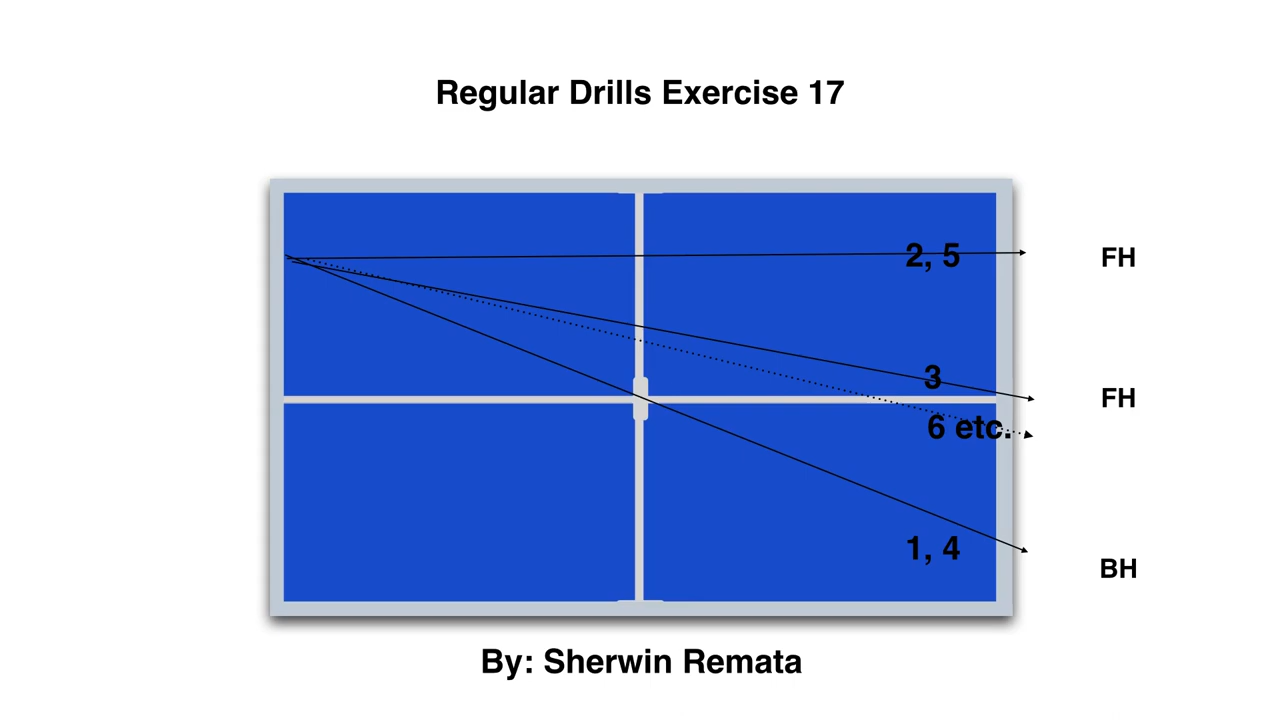 Regular Drills Exercise 17
2, 5
FH
3
FH
6 etc.
1, 4
BH
By: Sherwin Remata